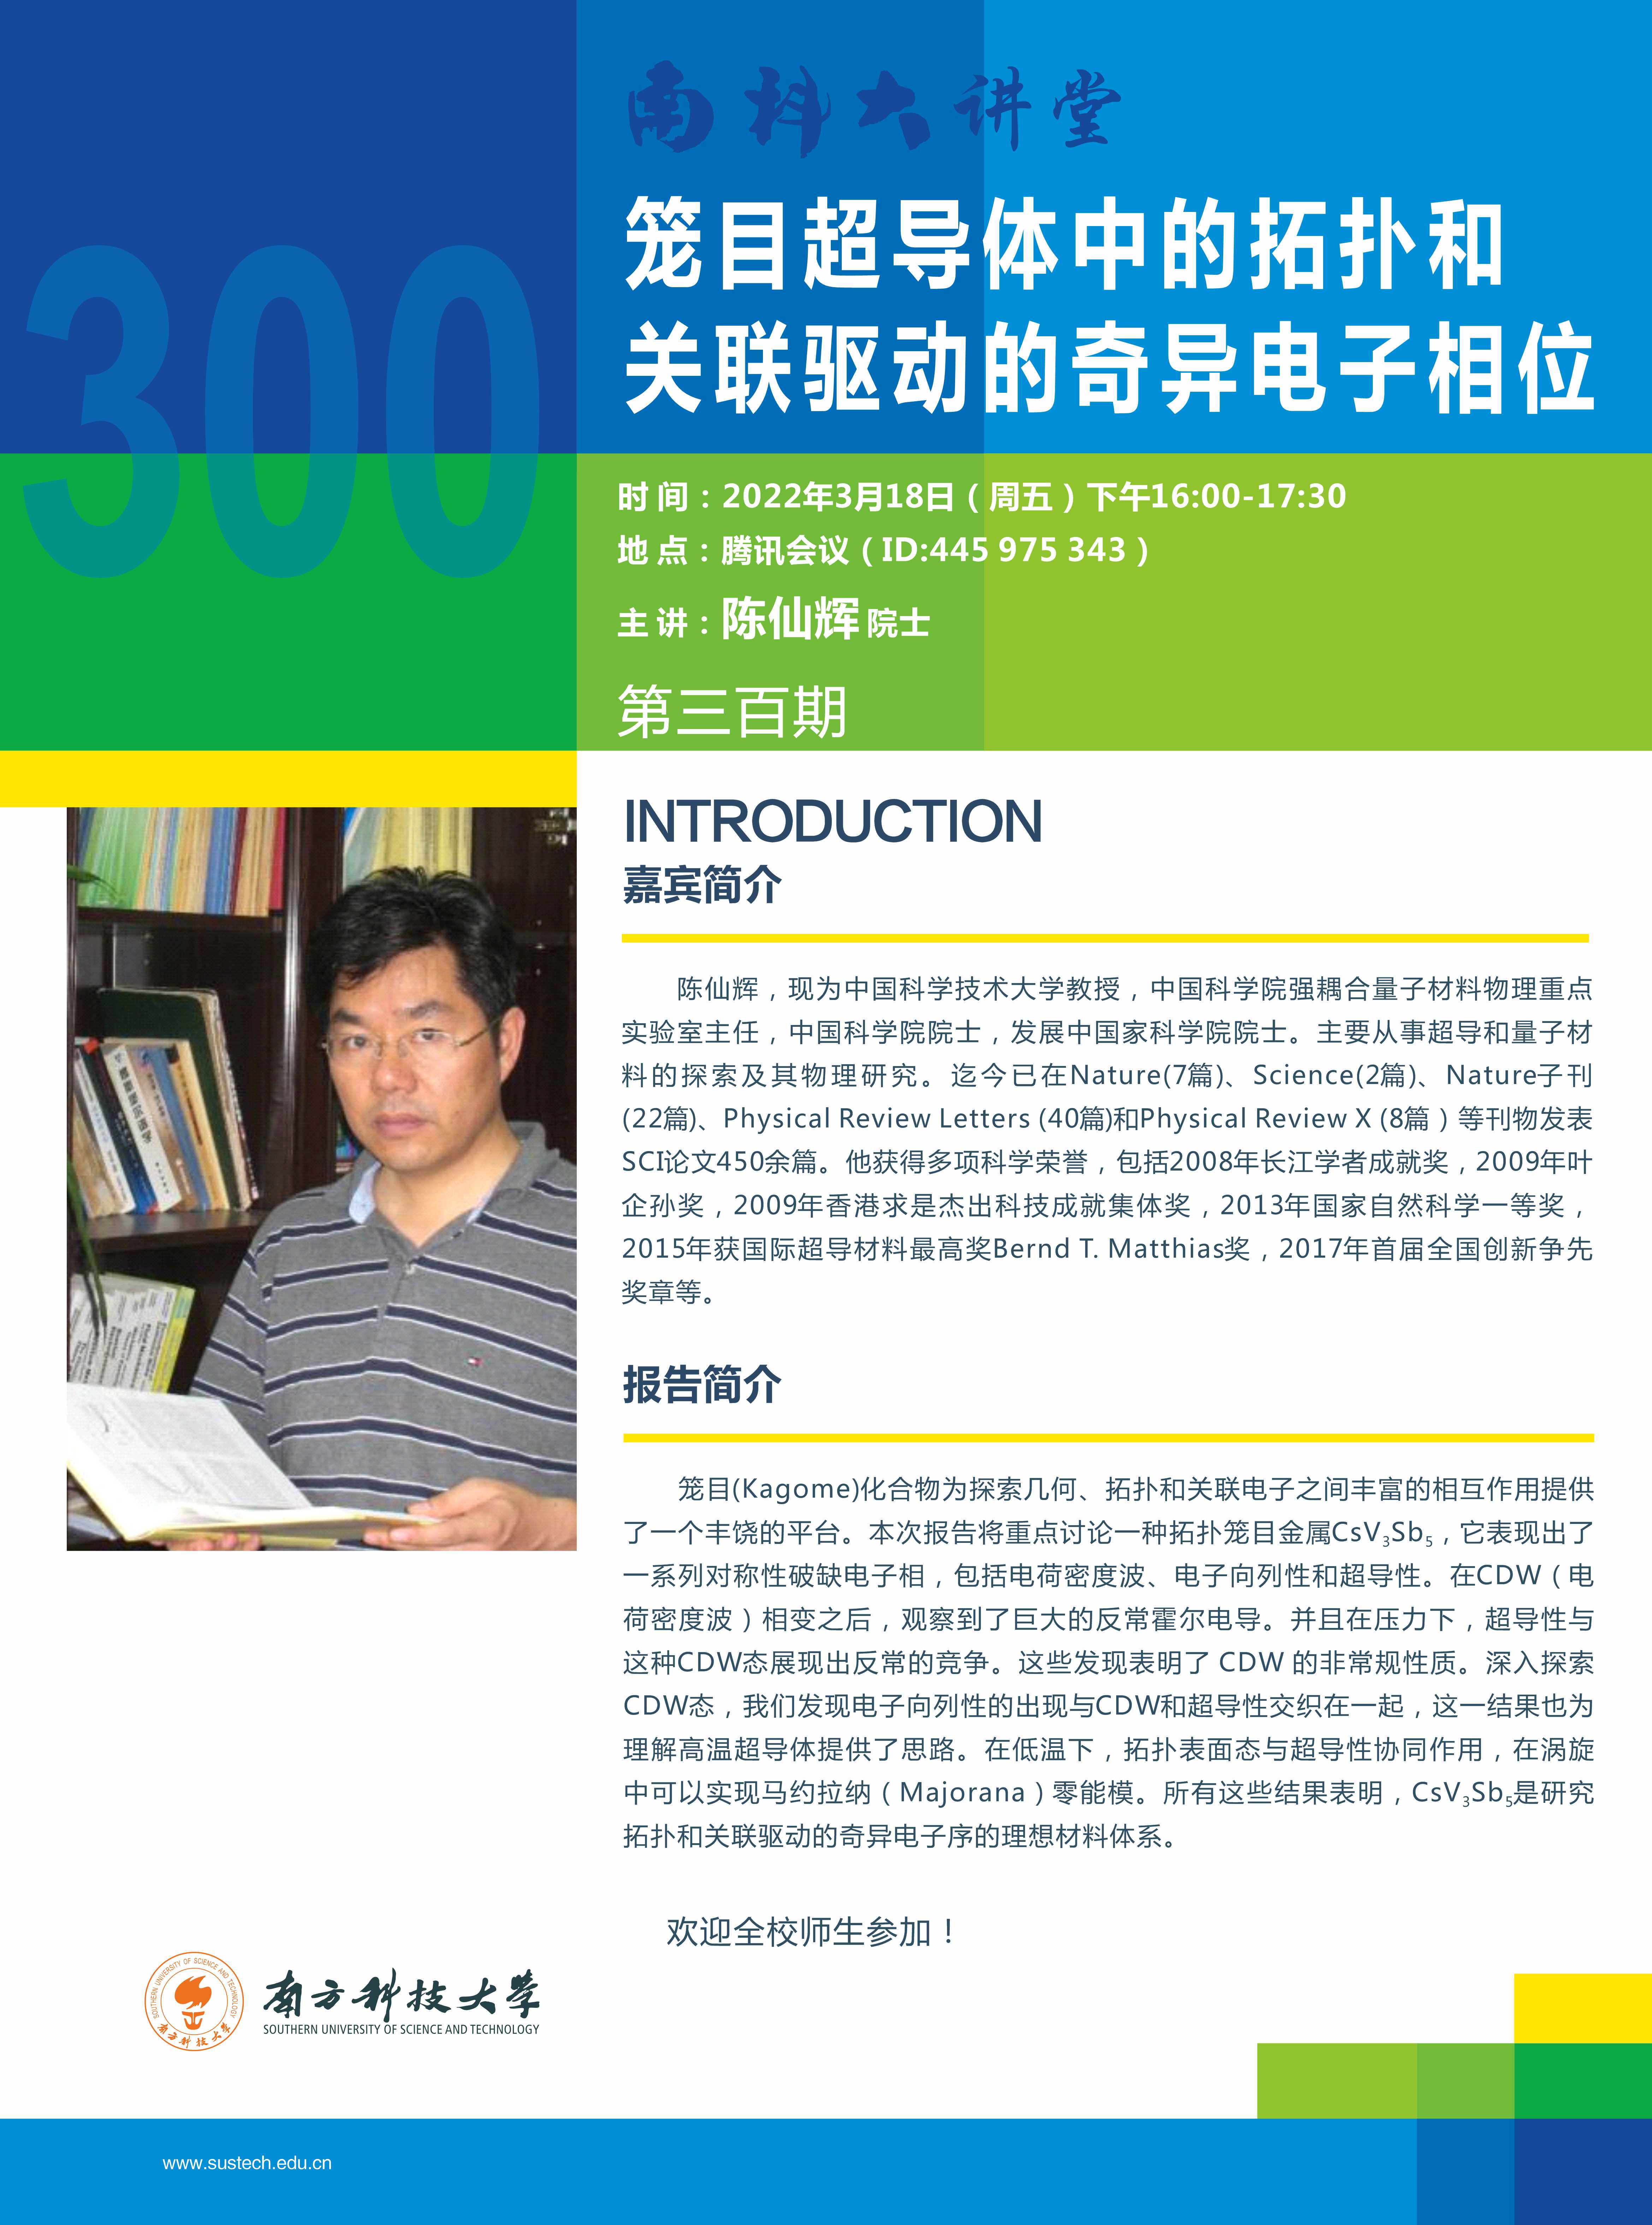 南科大讲堂
笼目超导体中的拓扑和
关联驱动的奇异电子相位
300
时 间：2022年3月18日（周五）下午16:00-17:30
地 点：腾讯会议（ID:445 975 343）
主 讲：陈仙辉 院士
第三百期
INTRODUCTION
嘉宾简介
陈仙辉，现为中国科学技术大学教授，中国科学院强耦合量子材料物理重点
实验室主任，中国科学院院士，发展中国家科学院院士。主要从事超导和量子材
料的探索及其物理研究。迄今已在Nature(7篇)、Science(2篇)、Nature子刊
(22篇)、Physical Review Letters (40篇)和Physical Review X (8篇）等刊物发表
SCI论文450余篇。他获得多项科学荣誉，包括2008年长江学者成就奖，2009年叶
企孙奖，2009年香港求是杰出科技成就集体奖，2013年国家自然科学一等奖，
2015年获国际超导材料最高奖Bernd T. Matthias奖，2017年首届全国创新争先
奖章等。
报告简介
笼目(Kagome)化合物为探索几何、拓扑和关联电子之间丰富的相互作用提供
了一个丰饶的平台。本次报告将重点讨论一种拓扑笼目金属CsV₃Sb₅，它表现出了
一系列对称性破缺电子相，包括电荷密度波、电子向列性和超导性。在CDW（电
荷密度波）相变之后，观察到了巨大的反常霍尔电导。并且在压力下，超导性与
这种CDW态展现出反常的竞争。这些发现表明了 CDW 的非常规性质。深入探索
CDW态，我们发现电子向列性的出现与CDW和超导性交织在一起，这一结果也为
理解高温超导体提供了思路。在低温下，拓扑表面态与超导性协同作用，在涡旋
中可以实现马约拉纳（Majorana）零能模。所有这些结果表明，CsV₃Sb₅是研究
拓扑和关联驱动的奇异电子序的理想材料体系。
欢迎全校师生参加！
SOUTHERN UNIVERSITY OF SCIENCE AND TECHNOLOGY
南方科技大学
南方科技大学
SOUTHERN UNIVERSITY OF SCIENCE AND TECHNOLOGY
www.sustech.edu.cn